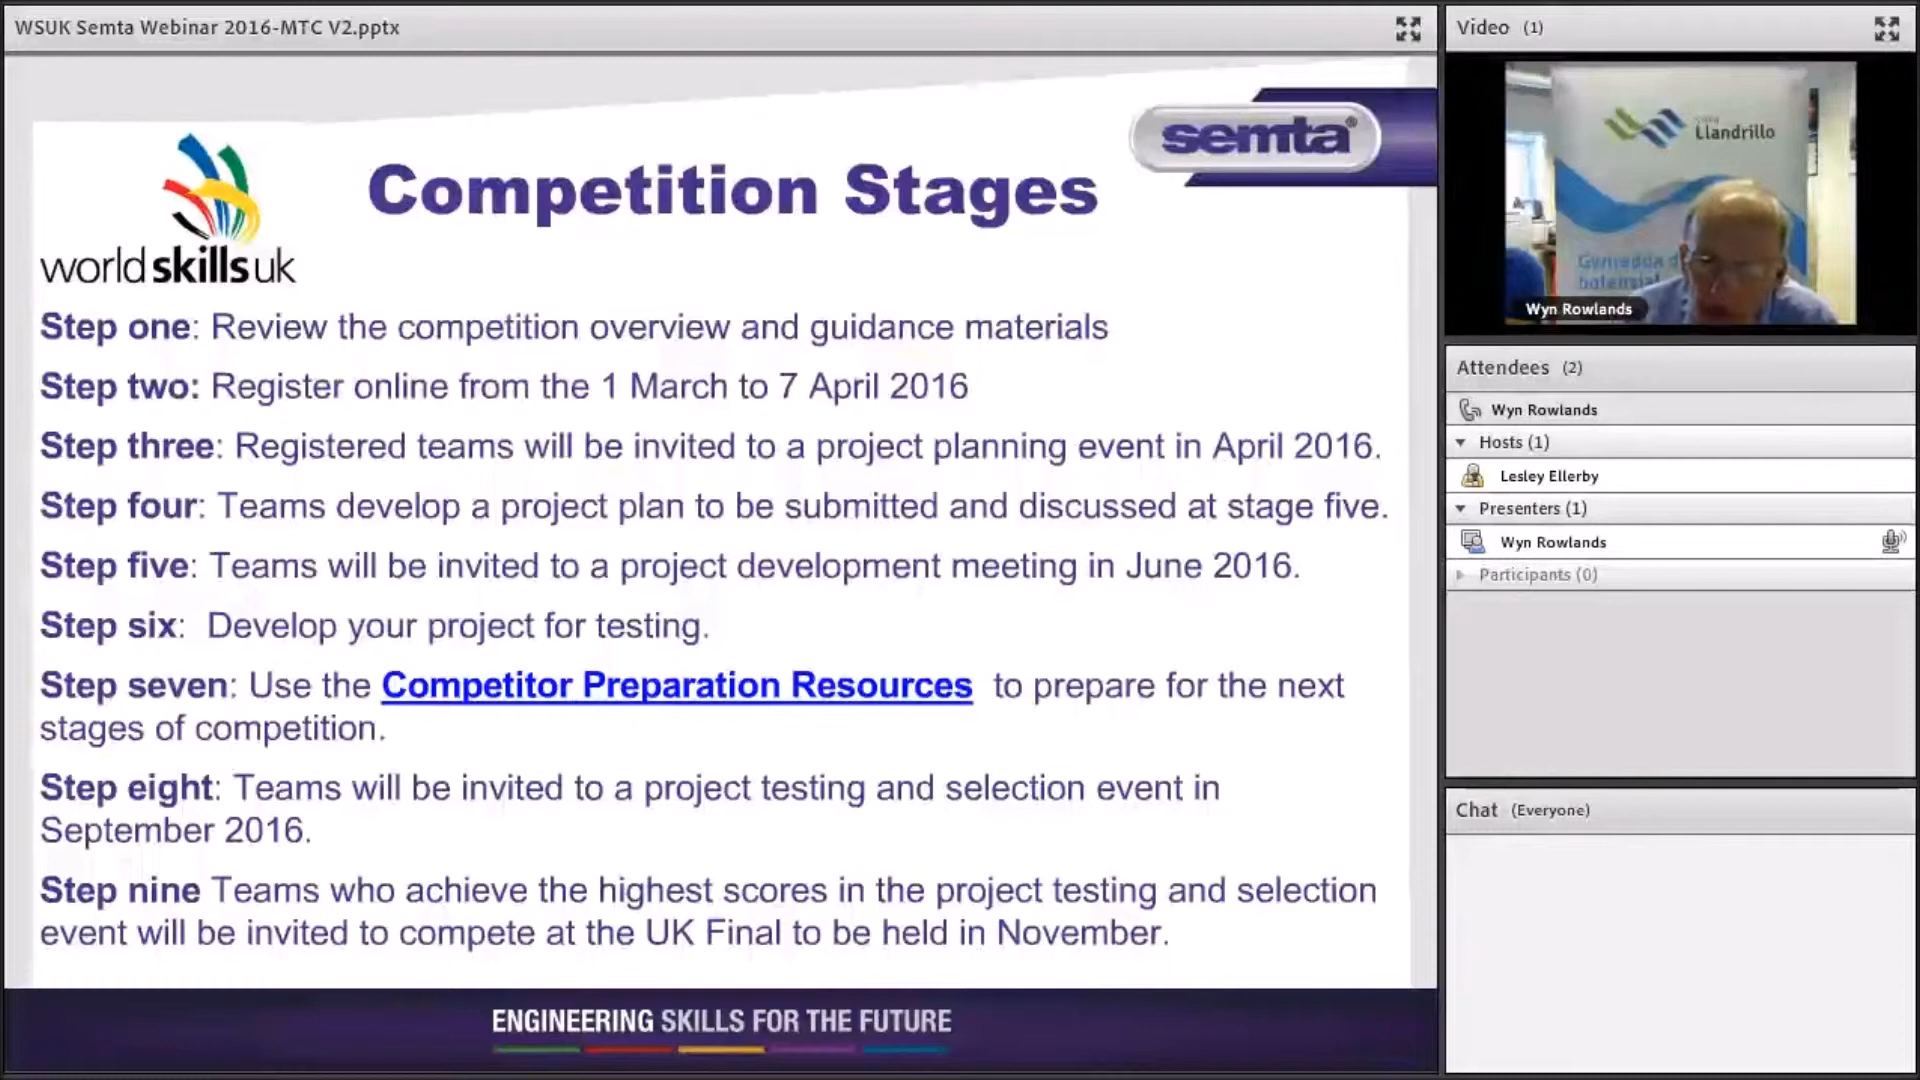 WSUK Semta Webinar 2016-MTC V2.pptx
semta®
Competition Stages
worldskillsuk
Step one: Review the competition overview and guidance materials
Step two: Register online from the 1 March to 7 April 2016
Step three: Registered teams will be invited to a project planning event in April 2016.
Step four: Teams develop a project plan to be submitted and discussed at stage five.
Step five: Teams will be invited to a project development meeting in June 2016.
Step six: Develop your project for testing.
Step seven: Use the Competitor Preparation Resources to prepare for the next
stages of competition.
Step eight: Teams will be invited to a project testing and selection event in
September 2016.
Step nine Teams who achieve the highest scores in the project testing and selection
event will be invited to compete at the UK Final to be held in November.
ENGINEERING SKILLS FOR THE FUTURE
Video (1)
Llandrillo
Wyn Rowlands
Attendees (2)
Wyn Rowlands
Hosts (1)
Lesley Ellerby
Presenters (1)
Wyn Rowlands
Participants (0)
Chat (Everyone)